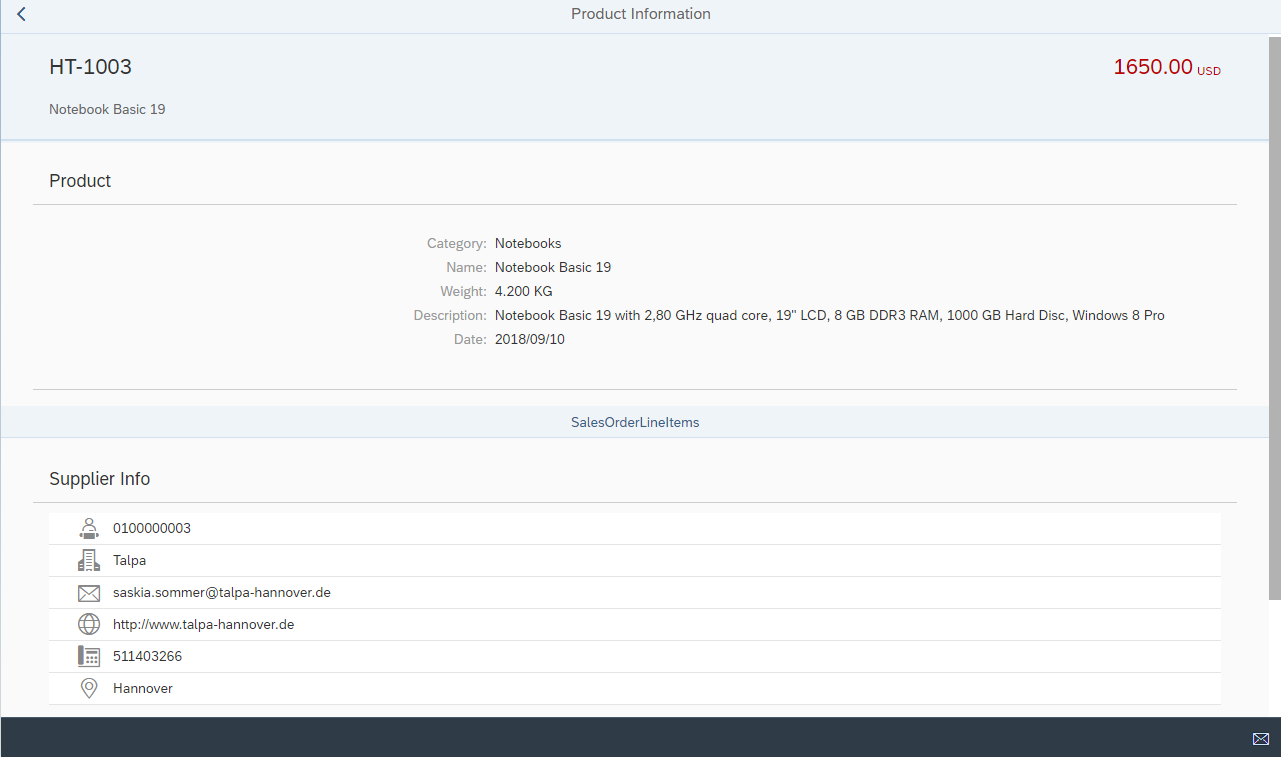 Product Information
HT-1003
1650.00 USD
Notebook Basic 19
Product
Category: Notebooks
Name: Notebook Basic 19
Weight: 4.200 KG
Description: Notebook Basic 19 with 2,80 GHz quad core, 19" LCD, 8 GB DDR3 RAM, 1000 GB Hard Disc, Windows 8 Pro
Date: 2018/09/10
SalesOrderLineItems
Supplier Info
0100000003
Talpa
saskia.sommer@talpa-hannover.de
http://www.talpa-hannover.de
511403266
Hannover